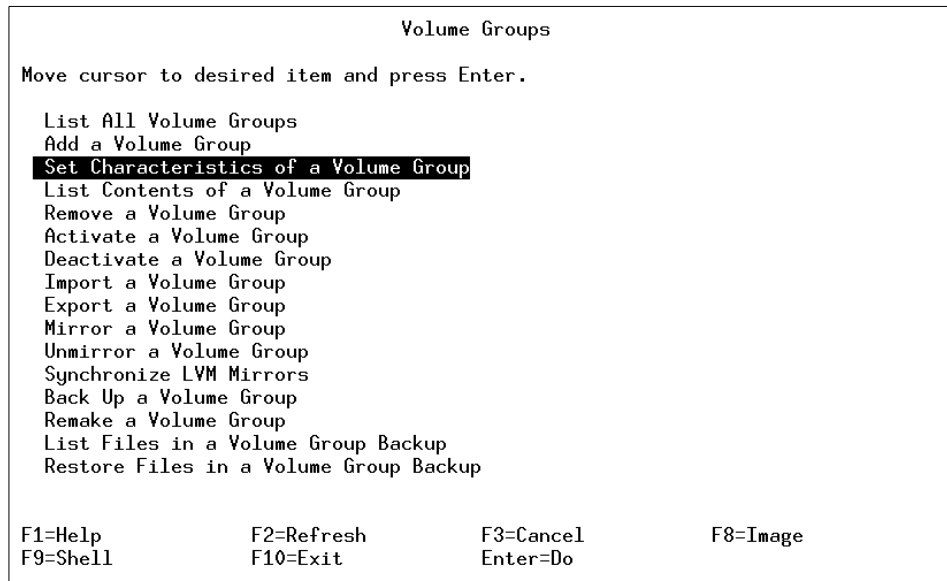 Volume Groups
Move cursor to desired item and press Enter.
List All Volume Groups
Add a Volume Group
Set Characteristics of a Volume Group
List Contents of a Volume Group
Remove a Volume Group
Activate a Volume Group
Deactivate a Volume Group
Import a Volume Group
Export a Volume Group
Mirror a Volume Group
Unmirror a Volume Group
Synchronize LVM Mirrors
Back Up a Volume Group
Remake a Volume Group
List Files in a Volume Group Backup
Restore Files in a Volume Group Backup
F1=Help F2=Refresh F3=Cancel F8=Image
F9=Shell F10=Exit Enter=Do